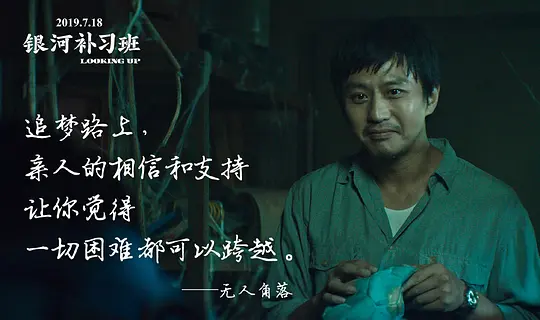 2019.7.18
银河补习班
LOOKING UP
追梦路上，
亲人的相信和支持
让你觉得
一切困难都可以跨越。
——无人角落